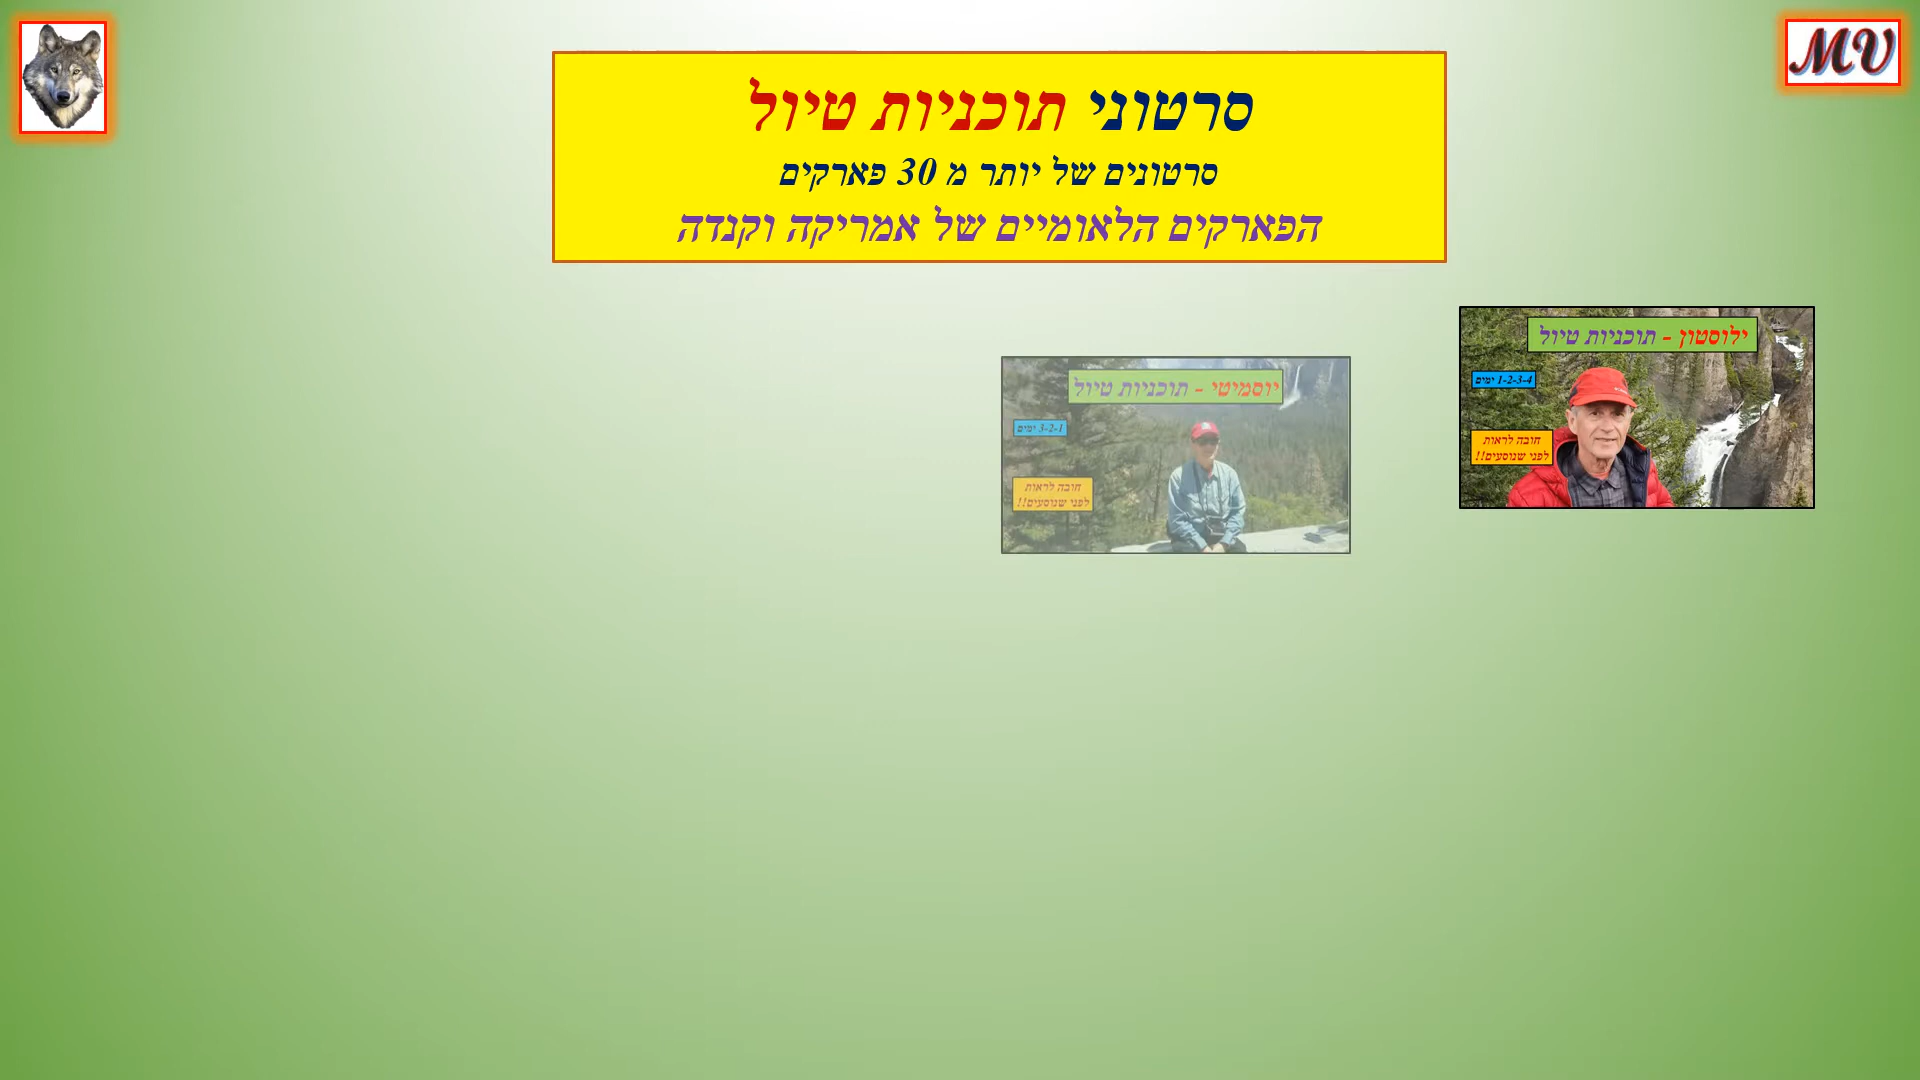 MV
סרטוני תוכניות טיול
סרטונים של יותר מ 30 פארקים
הפארקים הלאומיים של אמריקה וקנדה
ילוסטון - תוכניות טיול
1-2-3-4 ימים
חובה לראות
לפני שנוסעים!!
יוסמיטי - תוכניות טיול
3-2-1 ימים
חובה לראות
לפני שנוסעים!!